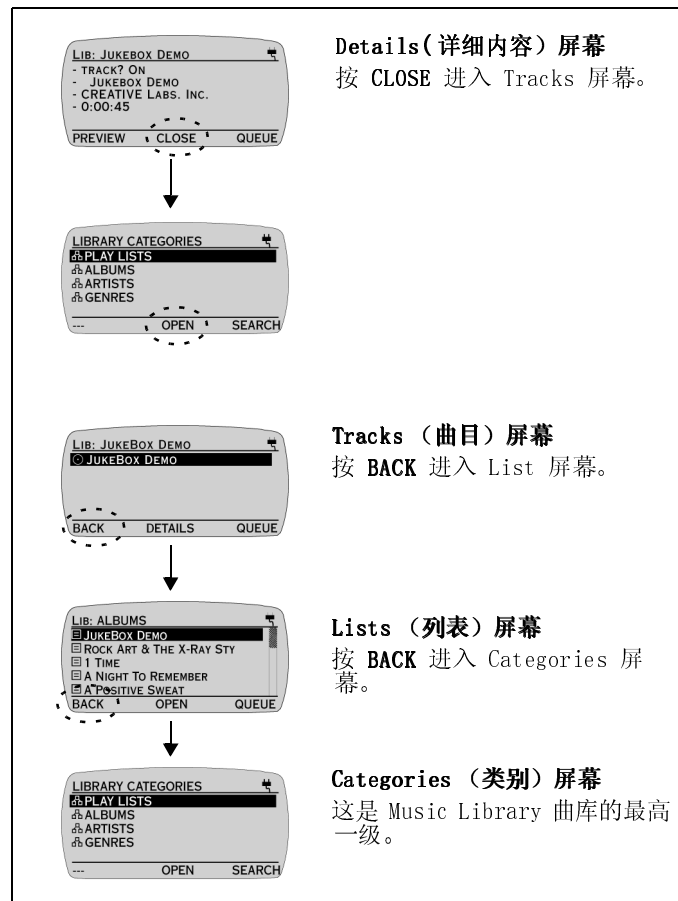 LIB: JUKEBOX DEMO
- TRACK? ON
- JUKEBOX DEMO
- CREATIVE LABS. INC.
- 0:00:45
PREVIEW CLOSE QUEUE
Details(详细内容）屏幕
按 CLOSE 进入 Tracks 屏幕。
LIBRARY CATEGORIES
PLAY LISTS
ALBUMS
ARTISTS
GENRES
--- OPEN SEARCH
LIB: JUKEBOX DEMO
JUKEBOX DEMO
BACK DETAILS QUEUE
Tracks （曲目）屏幕
按 BACK 进入 List 屏幕。
LIB: ALBUMS
JUKEBOX DEMO
ROCK ART & THE X-RAY STY
1 TIME
A NIGHT TO REMEMBER
A POSITIVE SWEAT
BACK OPEN QUEUE
Lists （列表）屏幕
按 BACK 进入 Categories 屏
幕。
LIBRARY CATEGORIES
PLAY LISTS
ALBUMS
ARTISTS
GENRES
--- OPEN SEARCH
Categories （类别）屏幕
这是 Music Library 曲库的最高
一级。